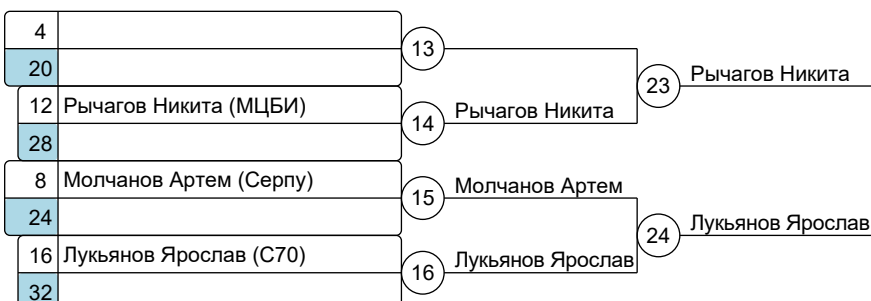 4
13
20
23 Рычагов Никита
12 Рычагов Никита (МЦБИ)
14 Рычагов Никита
28
8 Молчанов Артем (Серпу)
15 Молчанов Артем
24
24 Лукьянов Ярослав
16 Лукьянов Ярослав (С70)
16 Лукьянов Ярослав
32